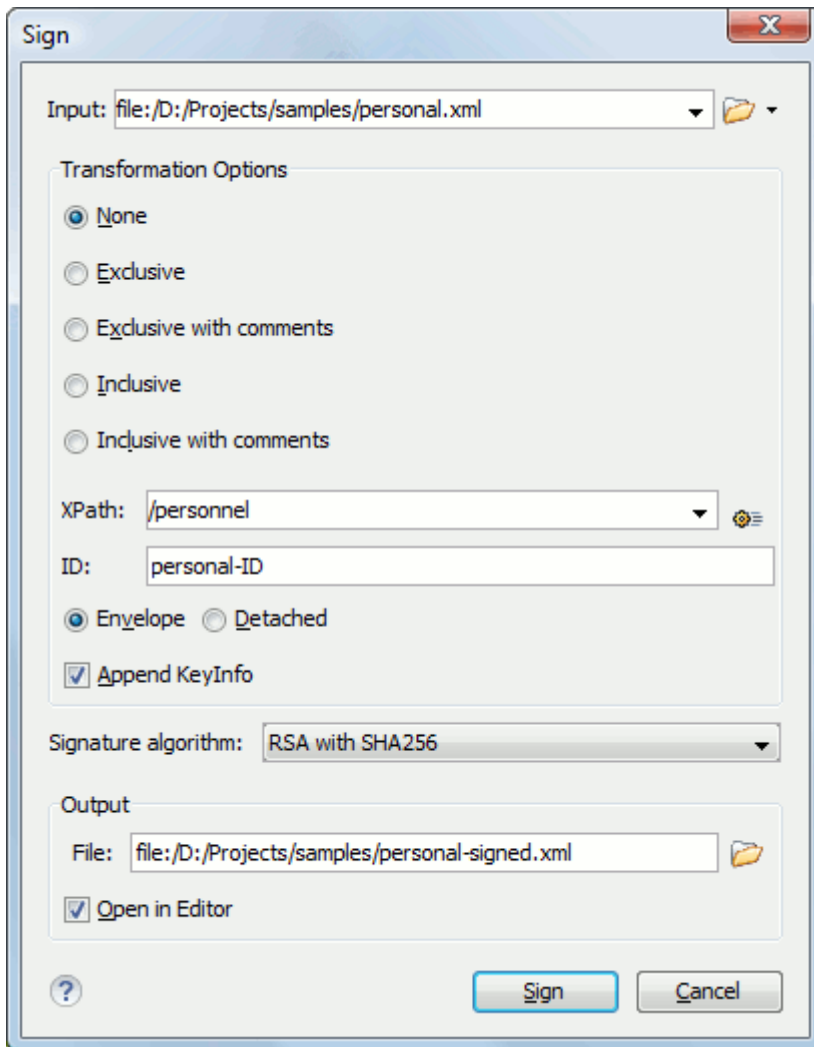 Sign
Input: file:/D:/Projects/samples/personal.xml
Transformation Options
None
Exclusive
Exclusive with comments
Inclusive
Inclusive with comments
XPath: /personnel
ID: personal-ID
Envelope Detached
Append KeyInfo
Signature algorithm: RSA with SHA256
Output
File: file:/D:/Projects/samples/personal-signed.xml
Open in Editor
? Sign Cancel